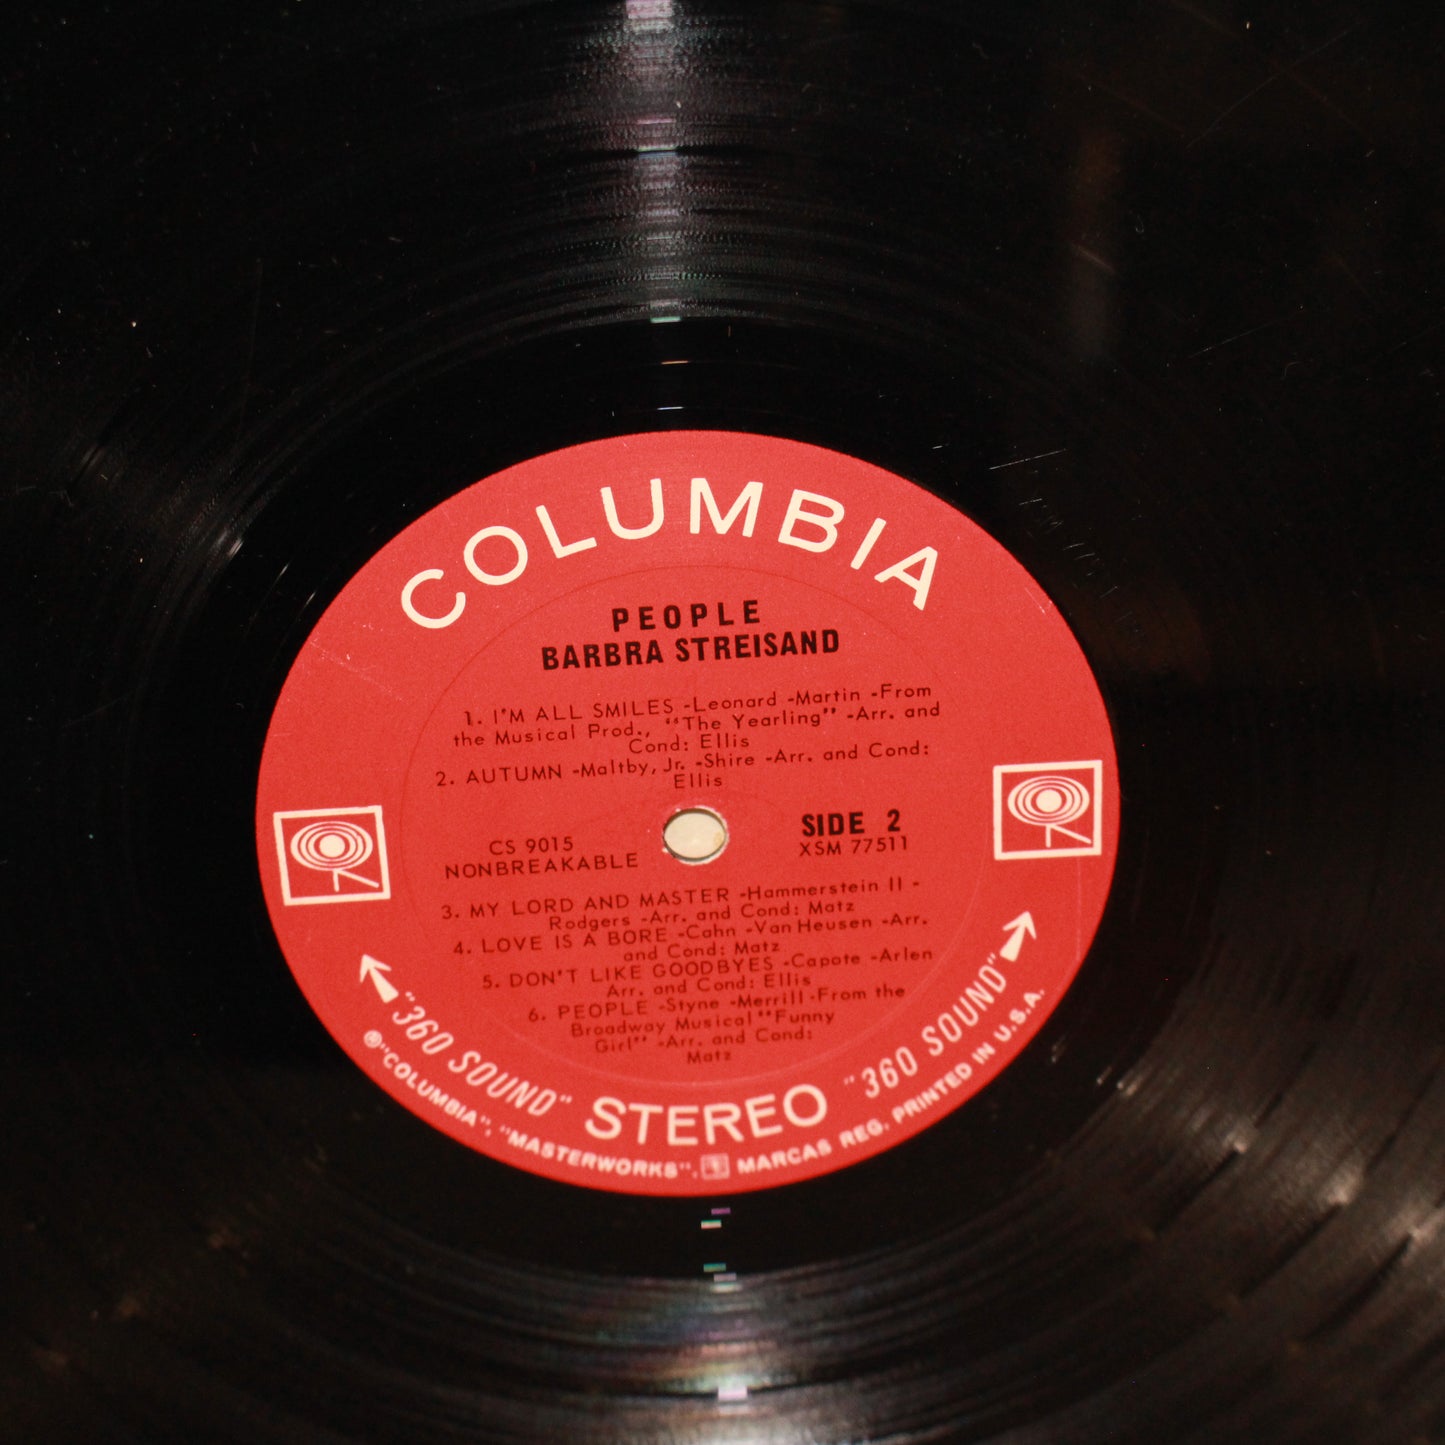 COLUMBIA
PEOPLE
BARBRA STREISAND
1. I'M ALL SMILES -Leonard -Martin -From
the Musical Prod., "The Yearling" -Arr. and
Cond: Ellis
2. AUTUMN -Maltby, Jr. -Shire -Arr. and Cond:
Ellis
CS 9015
NONBREAKABLE
SIDE 2
XSM 77511
3. MY LORD AND MASTER -Hammerstein II -
Rodgers -Arr. and Cond: Matz
4. LOVE IS A BORE -Cahn -Van Heusen -Arr.
and Cond: Matz
5. DON'T LIKE GOODBYES -Capote -Arlen
Arr. and Cond: Ellis
6. PEOPLE -Styne -Merrill -From the
Broadway Musical "Funny
Girl" -Arr. and Cond:
Matz
"360 SOUND" STEREO "360 SOUND"
® "COLUMBIA", "MASTERWORKS", MARCAS REG. PRINTED IN U.S.A.